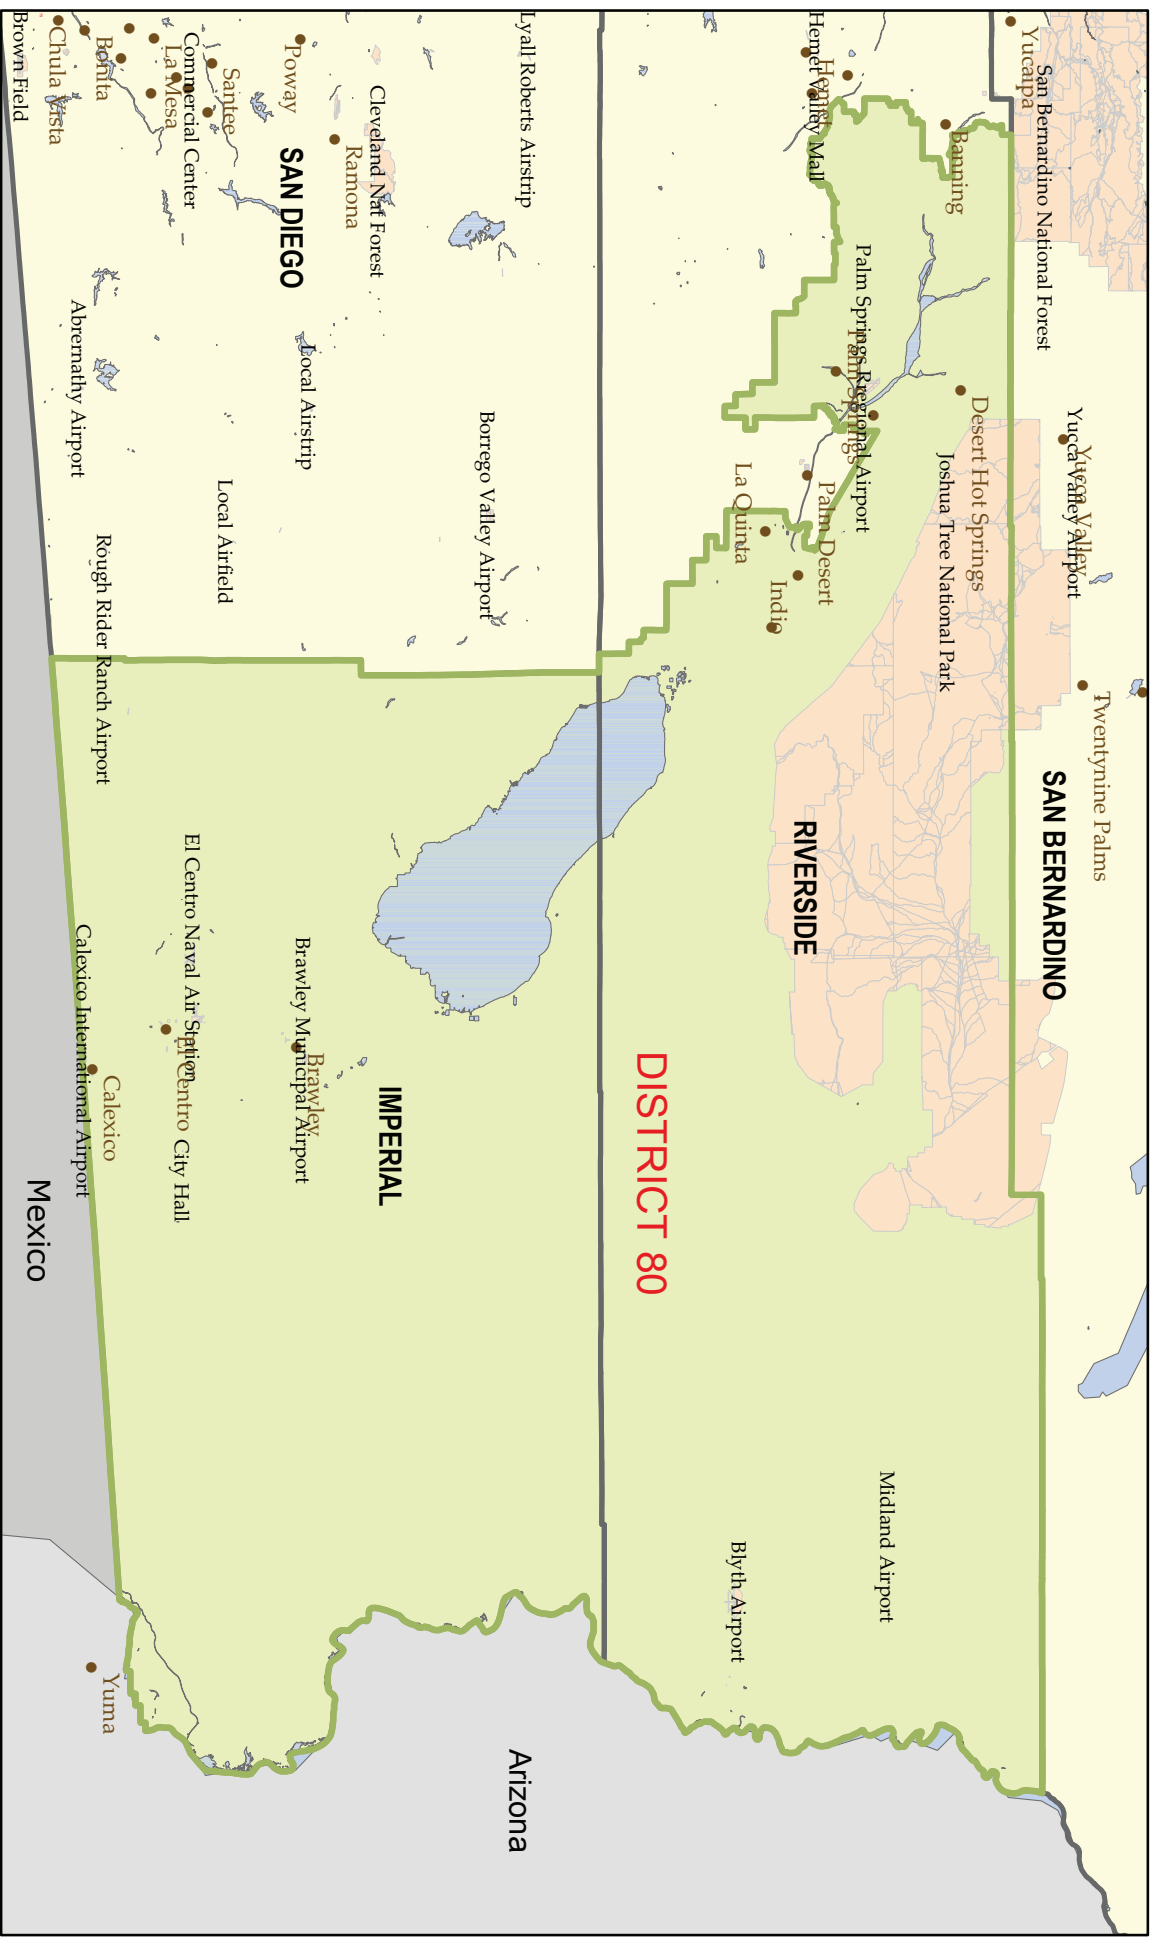 San Bernardino National Forest
Yucaipa
Yucca Valley
Yucca Valley Airport
Twentynine Palms
SAN BERNARDINO
Banning
Desert Hot Springs
Joshua Tree National Park
Hemet
Hemet Valley Mall
Palm Springs Rregional Airport
Palm Springs
Palm Desert
La Quinta
Indio
RIVERSIDE
Midland Airport
Blyth Airport
DISTRICT 80
Lyall Roberts Airstrip
Borrego Valley Airport
Cleveland Nat Forest
Ramona
Poway
SAN DIEGO
Local Airstrip
Local Airfield
Santee
Commercial Center
La Mesa
Bonita
Chula Vista
Brown Field
Abrernathy Airport
Rough Rider Ranch Airport
IMPERIAL
Brawley
Brawley Municipal Airport
El Centro Naval Air Station
El Centro
City Hall
Calexico
Calexico International Airport
Mexico
Yuma
Arizona